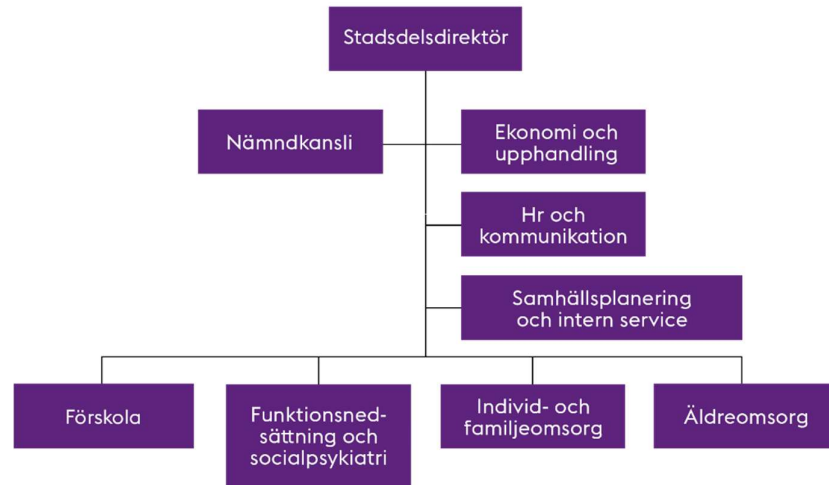 Stadsdelsdirektör
Nämndkansli
Ekonomi och
upphandling
Hr och
kommunikation
Samhällsplanering
och intern service
Förskola
Funktionsned-
sättning och
socialpsykiatri
Individ- och
familjeomsorg
Äldreomsorg